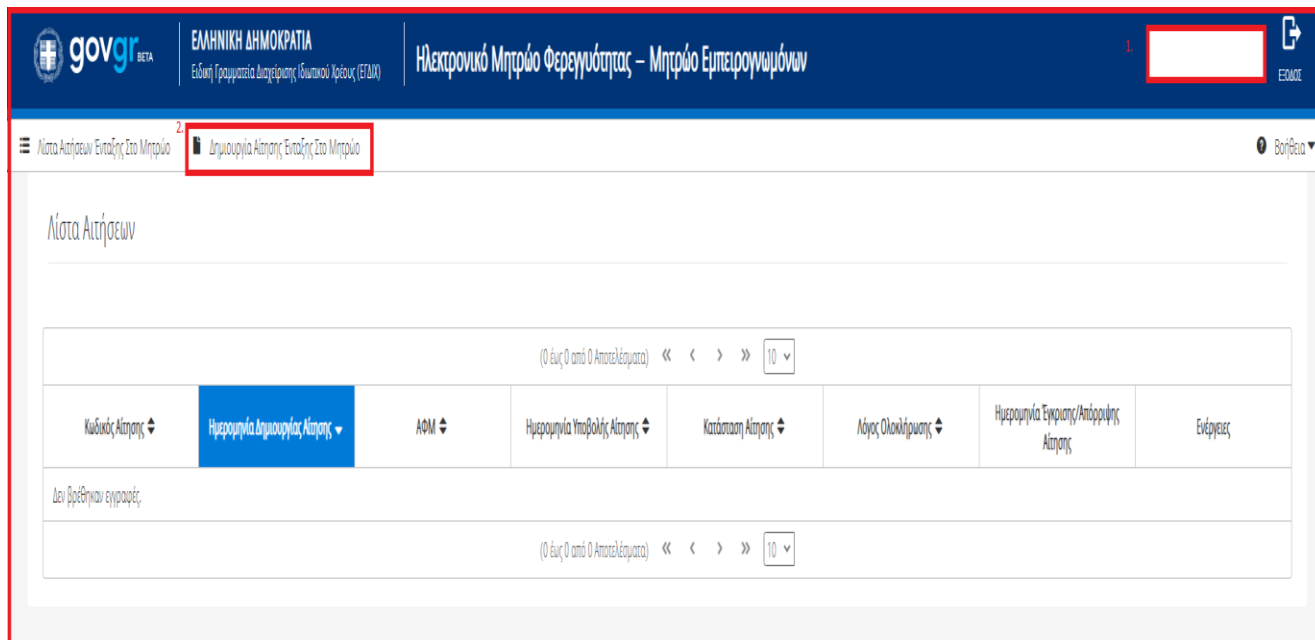 govgr BETA
ΕΛΛΗΝΙΚΗ ΔΗΜΟΚΡΑΤΙΑ
Ειδική Γραμματεία Διαχείρισης Ιδιωτικού Χρέους (ΕΓΔΙΧ)
Ηλεκτρονικό Μητρώο Φερεγγυότητας – Μητρώο Εμπειρογνωμόνων
1.
ΕΞΟΔΟΣ
Λίστα Αιτήσεων Ένταξης Στο Μητρώο
2.
Δημιουργία Αίτησης Ένταξης Στο Μητρώο
Βοήθεια
Λίστα Αιτήσεων
(0 έως 0 από 0 Αποτελέσματα) « ‹ › » 10
Κωδικός Αίτησης
Ημερομηνία Δημιουργίας Αίτησης
ΑΦΜ
Ημερομηνία Υποβολής Αίτησης
Κατάσταση Αίτησης
Λόγος Ολοκλήρωσης
Ημερομηνία Έγκρισης/Απόρριψης
Αίτησης
Ενέργειες
Δεν βρέθηκαν εγγραφές.
(0 έως 0 από 0 Αποτελέσματα) « ‹ › » 10